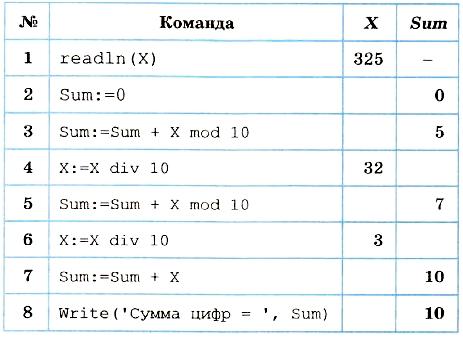 № Команда X Sum
1 readln(X) 325 –
2 Sum:=0 0
3 Sum:=Sum + X mod 10 5
4 X:=X div 10 32
5 Sum:=Sum + X mod 10 7
6 X:=X div 10 3
7 Sum:=Sum + X 10
8 Write('Сумма цифр = ', Sum) 10